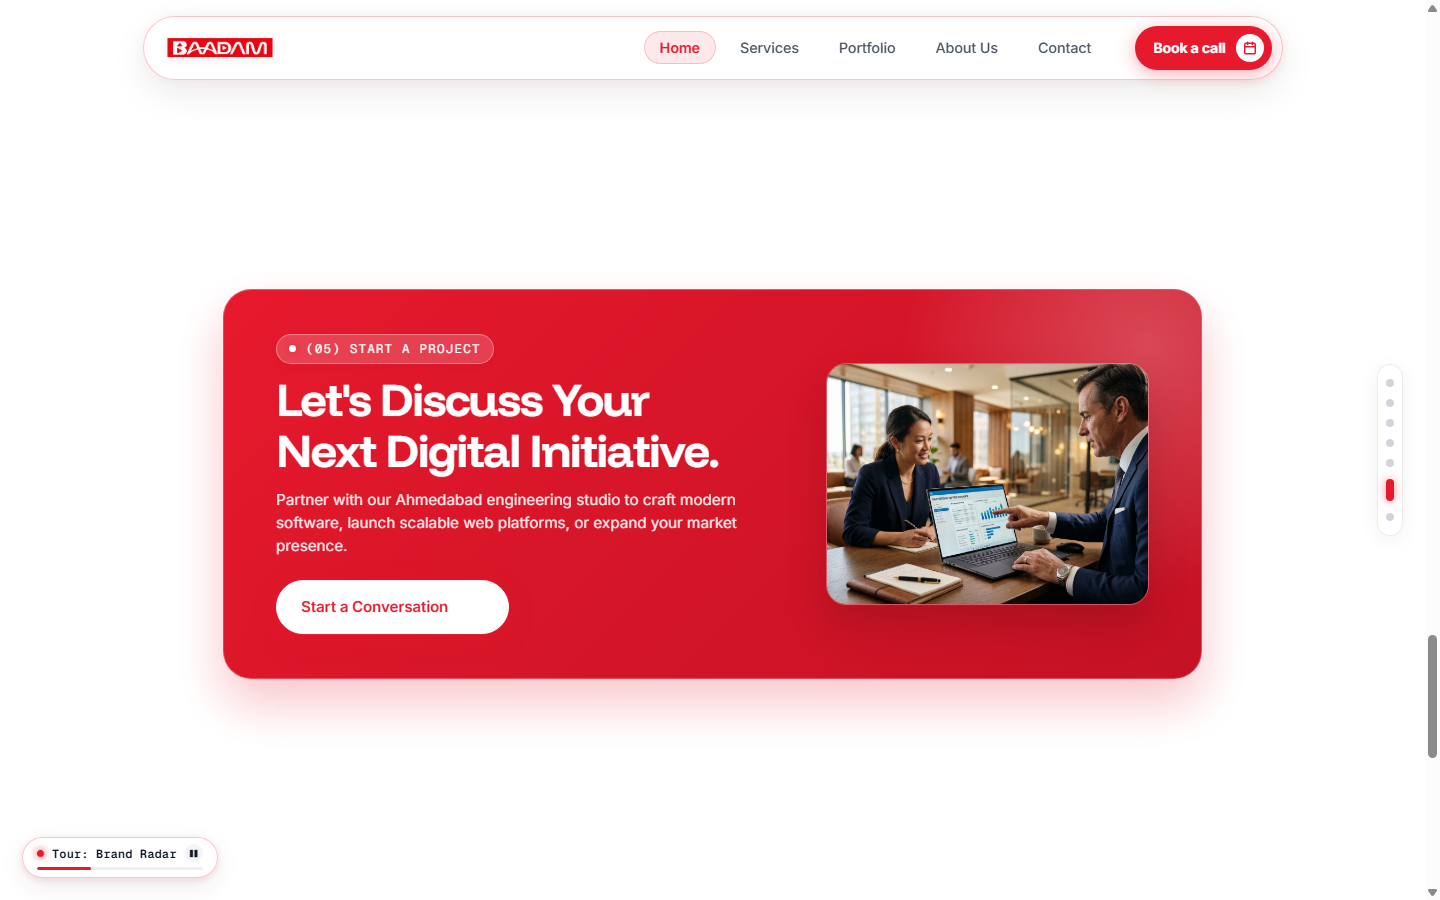 BAADAM
Home
Services
Portfolio
About Us
Contact
Book a call
(05) START A PROJECT
Let's Discuss Your
Next Digital Initiative.
Partner with our Ahmedabad engineering studio to craft modern
software, launch scalable web platforms, or expand your market
presence.
Start a Conversation
Tour: Brand Radar